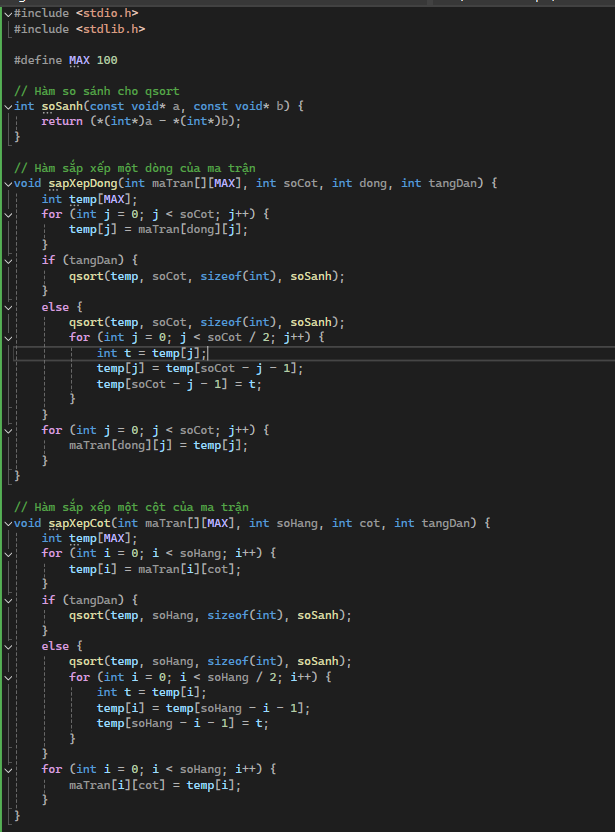 #include <stdio.h>
#include <stdlib.h>
#define MAX 100
// Hàm so sánh cho qsort
int soSanh(const void* a, const void* b) {
    return (*(int*)a - *(int*)b);
}
// Hàm sắp xếp một dòng của ma trận
void sapXepDong(int maTran[][MAX], int soCot, int dong, int tangDan) {
    int temp[MAX];
    for (int j = 0; j < soCot; j++) {
        temp[j] = maTran[dong][j];
    }
    if (tangDan) {
        qsort(temp, soCot, sizeof(int), soSanh);
    }
    else {
        qsort(temp, soCot, sizeof(int), soSanh);
        for (int j = 0; j < soCot / 2; j++) {
            int t = temp[j];
            temp[j] = temp[soCot - j - 1];
            temp[soCot - j - 1] = t;
        }
    }
    for (int j = 0; j < soCot; j++) {
        maTran[dong][j] = temp[j];
    }
}
// Hàm sắp xếp một cột của ma trận
void sapXepCot(int maTran[][MAX], int soHang, int cot, int tangDan) {
    int temp[MAX];
    for (int i = 0; i < soHang; i++) {
        temp[i] = maTran[i][cot];
    }
    if (tangDan) {
        qsort(temp, soHang, sizeof(int), soSanh);
    }
    else {
        qsort(temp, soHang, sizeof(int), soSanh);
        for (int i = 0; i < soHang / 2; i++) {
            int t = temp[i];
            temp[i] = temp[soHang - i - 1];
            temp[soHang - i - 1] = t;
        }
    }
    for (int i = 0; i < soHang; i++) {
        maTran[i][cot] = temp[i];
    }
}